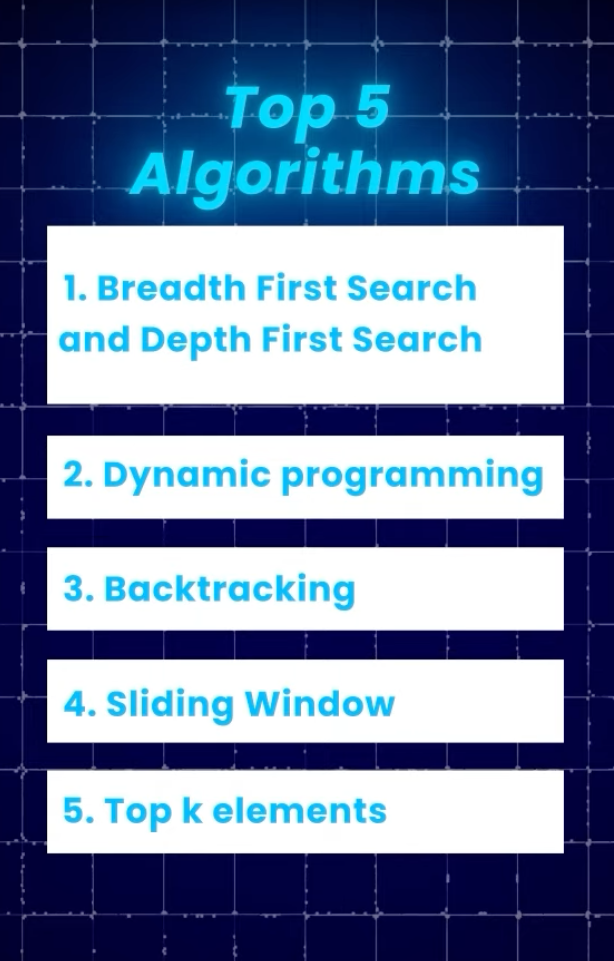 Top 5
Algorithms
1. Breadth First Search
and Depth First Search
2. Dynamic programming
3. Backtracking
4. Sliding Window
5. Top k elements